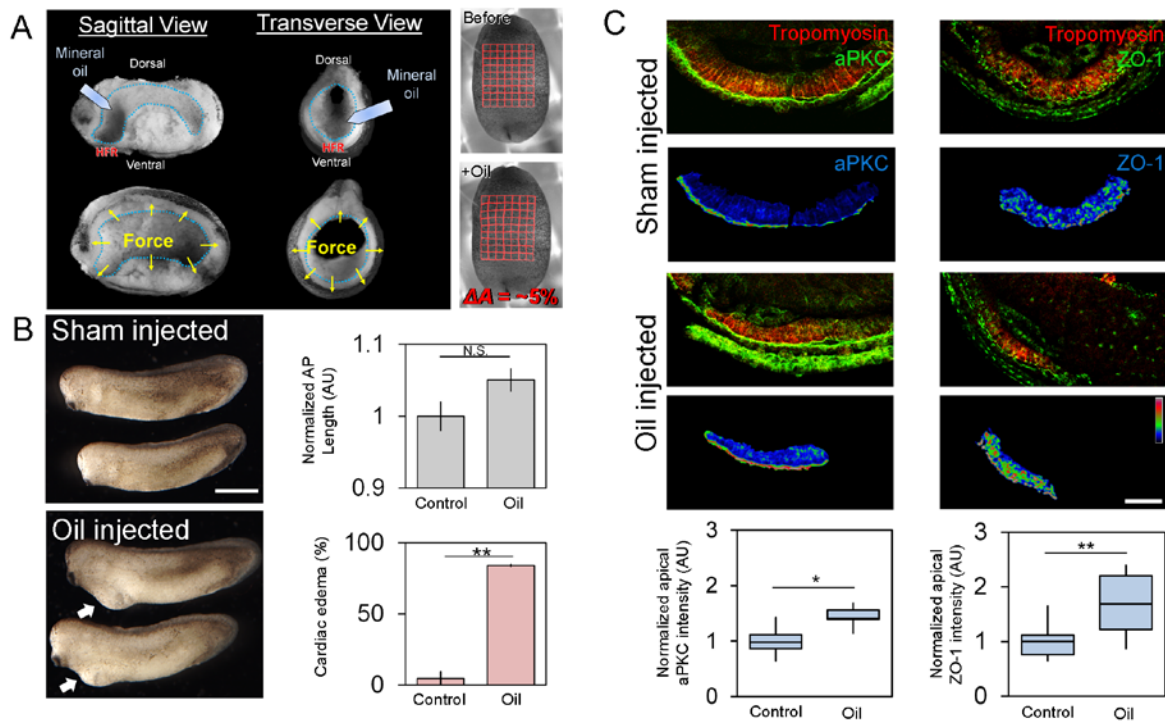 A
Sagittal View
Transverse View
Mineral
oil
Dorsal
HFR
Ventral
Dorsal
Mineral
oil
HFR
Ventral
Force
Force
Before
+Oil
ΔA = ~5%
B
Sham injected
Oil injected
Normalized AP
Length (AU)
1.1
1
0.9
N.S.
Control
Oil
Cardiac edema (%)
100
50
0
**
Control
Oil
C
Sham injected
Oil injected
Tropomyosin
aPKC
Tropomyosin
ZO-1
aPKC
ZO-1
Normalized apical
aPKC intensity (AU)
3
2
1
0
*
Control
Oil
Normalized apical
ZO-1 intensity (AU)
3
2
1
0
**
Control
Oil